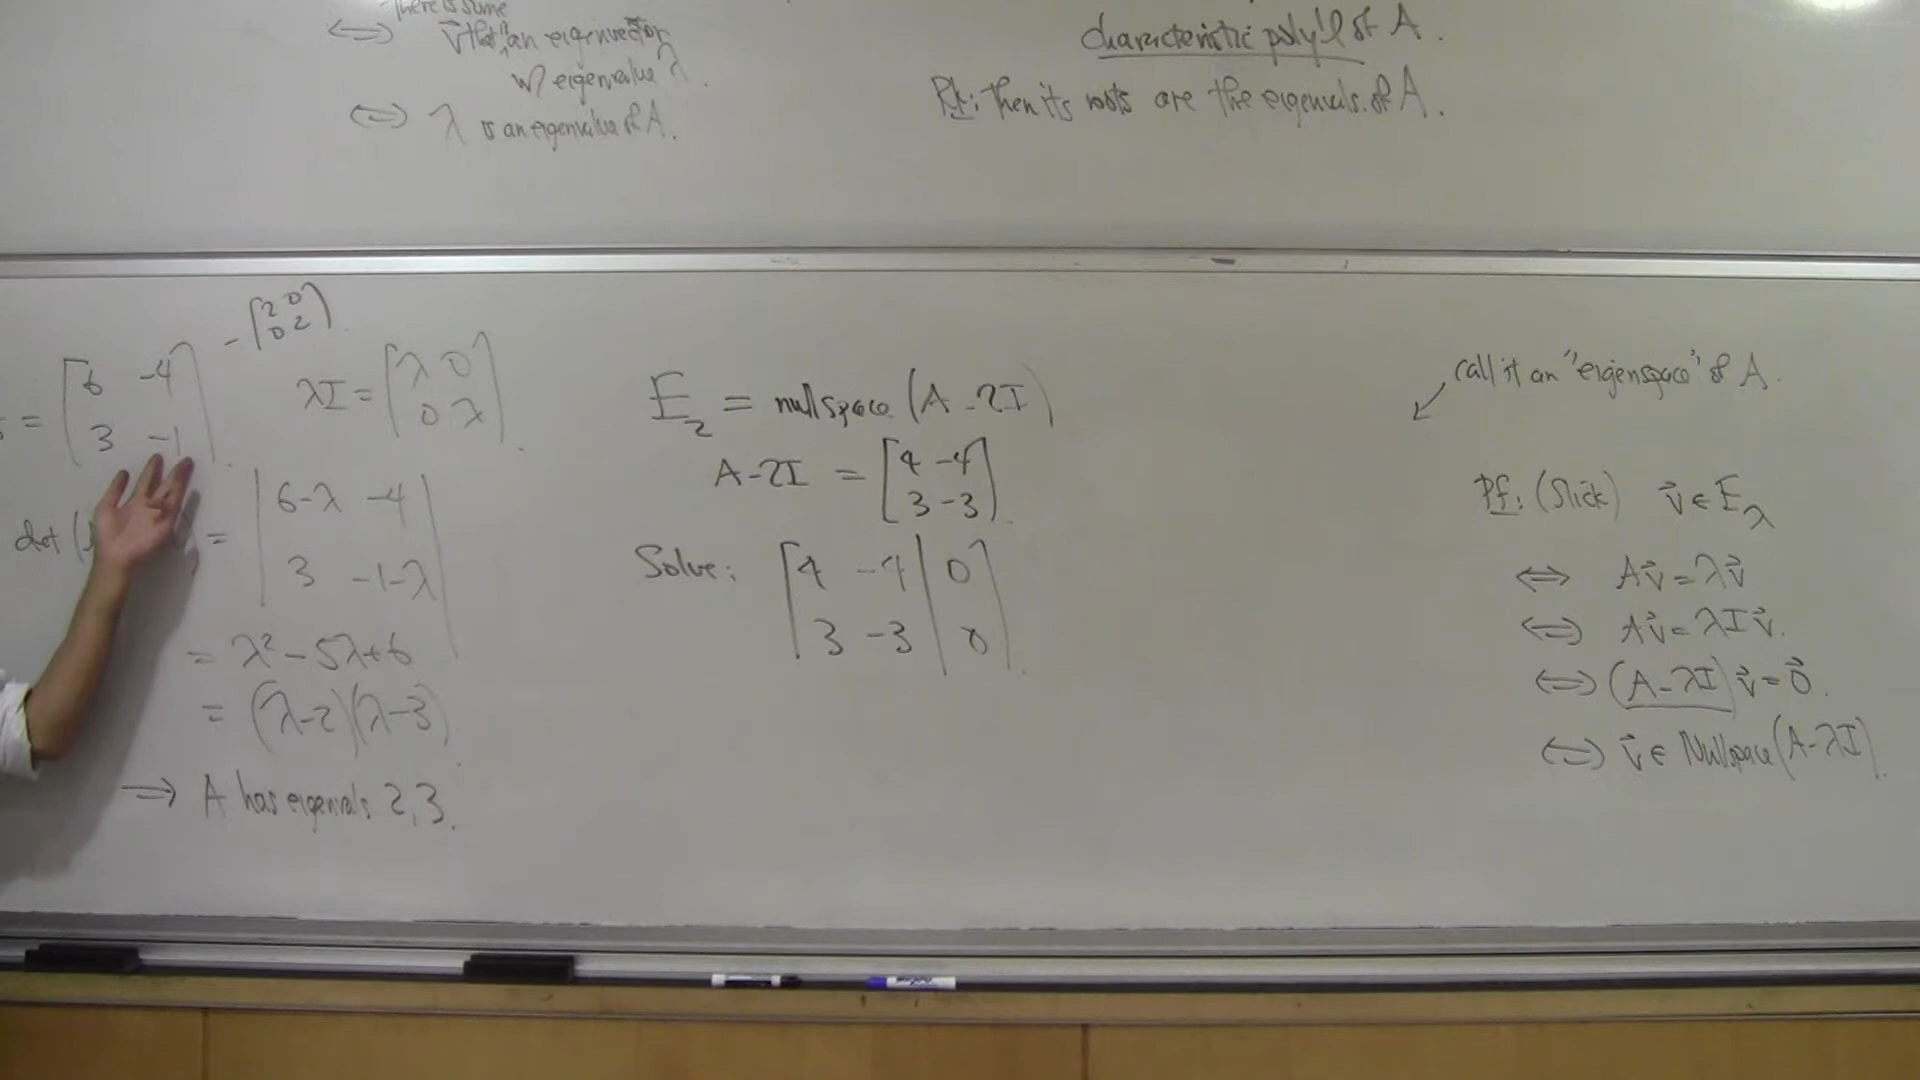 There is some
⟺ v⃗ that's an eigenvector
w/ eigenvalue λ.
⟺ λ is an eigenvalue of A.
characteristic poly'l of A.
Then its roots are the eigenvals. of A.
- [2 0
0 2]
= [6 -4
3 -1]
λI = [λ 0
0 λ]
det (
= |6-λ -4
3 -1-λ|
= λ² - 5λ + 6
= (λ-2)(λ-3)
⟹ A has eigenvals 2, 3.
E₂ = nullspace (A - 2I)
A-2I = [4 -4
3 -3]
Solve: [4 -4 | 0
3 -3 | 0]
call it an "eigenspace" of A.
Pf: (Slick) v⃗ ∈ E_λ
⟺ Av⃗ = λv⃗
⟺ Av⃗ = λIv⃗.
⟺ (A-λI)v⃗ = 0⃗.
⟺ v⃗ ∈ Nullspace(A-λI).